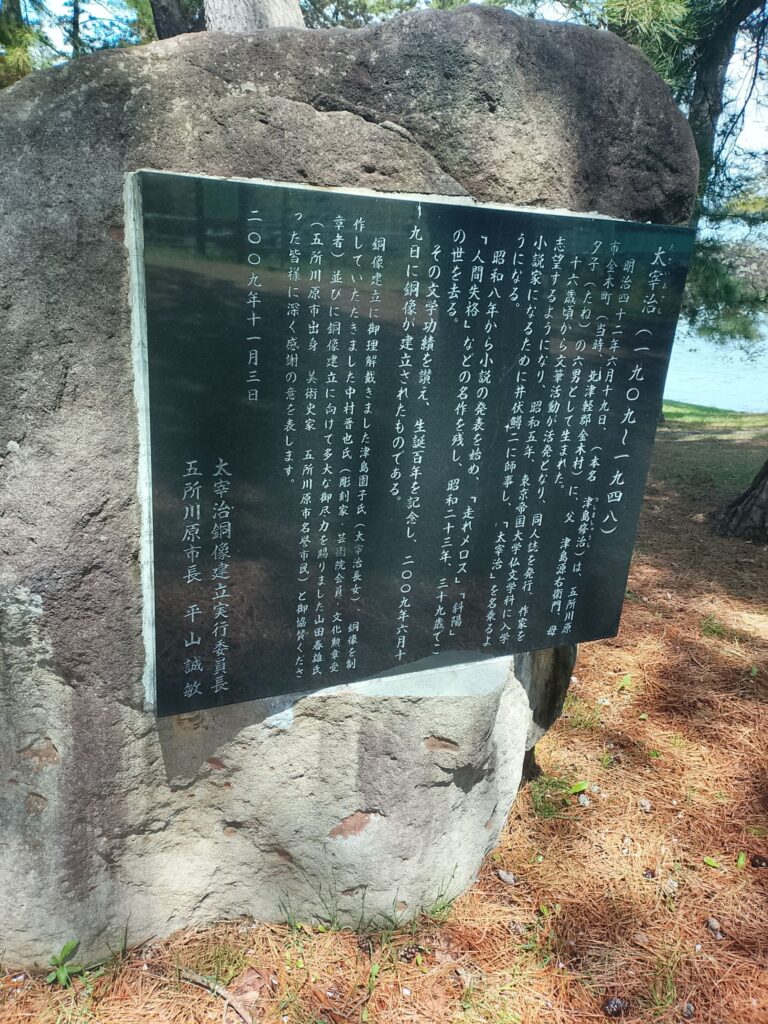 太宰治（一九〇九〜一九四八）
明治四十二年六月十九日、（本名　津島修治）は、五所川原
市金木町（当時、北津軽郡金木村）に、父　津島源右衛門、母
夕子（たね）の六男として生まれた。
十六歳頃から文筆活動が活発となり、同人誌を発行、作家を
志望するようになり、昭和五年、東京帝国大学仏文学科に入学
小説家になるために井伏鱒二に師事し、「太宰治」を名乗るよ
うになる。
昭和八年から小説の発表を始め、「走れメロス」「斜陽」
「人間失格」などの名作を残し、昭和二十三年、三十九歳でこ
の世を去る。
その文学功績を讃え、生誕百年を記念し、二〇〇九年六月十
九日に銅像が建立されたものである。
銅像建立に御理解戴きました津島園子氏（太宰治長女）、銅像を制
作していただきました中村晋也氏（彫刻家・芸術院会員・文化勲章受
章者）並びに銅像建立に向けて多大な御尽力を賜りました山田春雄氏
（五所川原市出身　美術史家　五所川原市名誉市民）と御協賛くださ
った皆様に深く感謝の意を表します。
二〇〇九年十一月三日
太宰治銅像建立実行委員長
五所川原市長　平山誠敏